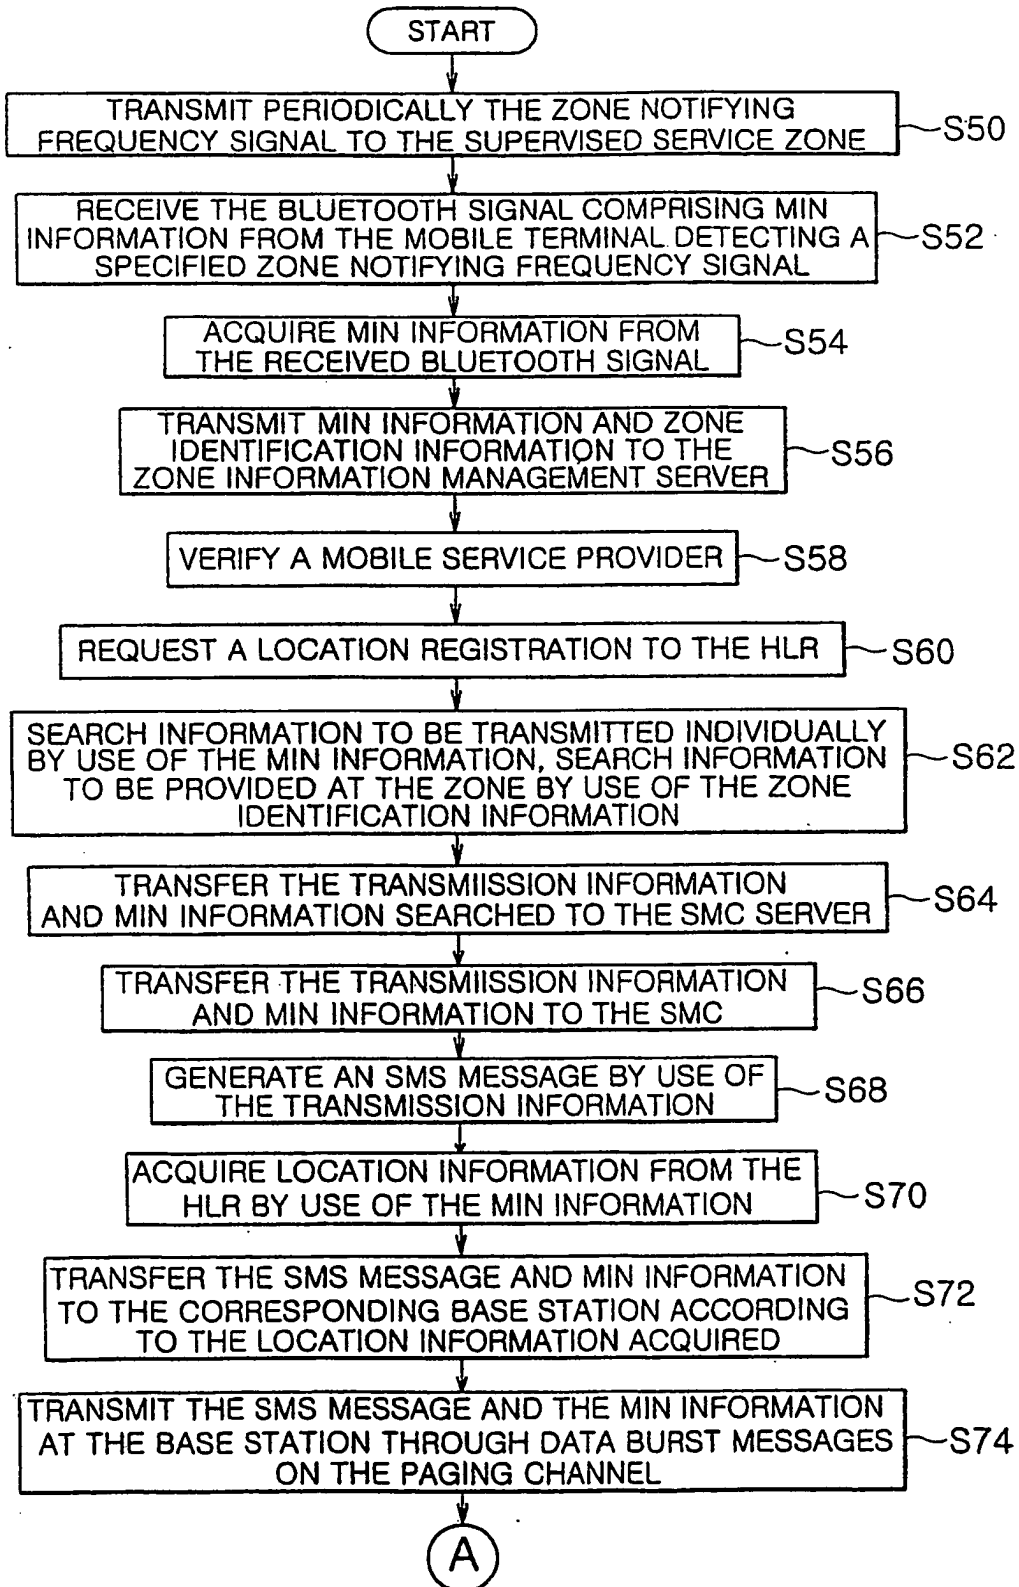 START
TRANSMIT PERIODICALLY THE ZONE NOTIFYING
FREQUENCY SIGNAL TO THE SUPERVISED SERVICE ZONE
S50
RECEIVE THE BLUETOOTH SIGNAL COMPRISING MIN
INFORMATION FROM THE MOBILE TERMINAL DETECTING A
SPECIFIED ZONE NOTIFYING FREQUENCY SIGNAL
S52
ACQUIRE MIN INFORMATION FROM
THE RECEIVED BLUETOOTH SIGNAL
S54
TRANSMIT MIN INFORMATION AND ZONE
IDENTIFICATION INFORMATION TO THE
ZONE INFORMATION MANAGEMENT SERVER
S56
VERIFY A MOBILE SERVICE PROVIDER
S58
REQUEST A LOCATION REGISTRATION TO THE HLR
S60
SEARCH INFORMATION TO BE TRANSMITTED INDIVIDUALLY
BY USE OF THE MIN INFORMATION, SEARCH INFORMATION
TO BE PROVIDED AT THE ZONE BY USE OF THE ZONE
IDENTIFICATION INFORMATION
S62
TRANSFER THE TRANSMIISSION INFORMATION
AND MIN INFORMATION SEARCHED TO THE SMC SERVER
S64
TRANSFER THE TRANSMIISSION INFORMATION
AND MIN INFORMATION TO THE SMC
S66
GENERATE AN SMS MESSAGE BY USE OF
THE TRANSMISSION INFORMATION
S68
ACQUIRE LOCATION INFORMATION FROM THE
HLR BY USE OF THE MIN INFORMATION
S70
TRANSFER THE SMS MESSAGE AND MIN INFORMATION
TO THE CORRESPONDING BASE STATION ACCORDING
TO THE LOCATION INFORMATION ACQUIRED
S72
TRANSMIT THE SMS MESSAGE AND THE MIN INFORMATION
AT THE BASE STATION THROUGH DATA BURST MESSAGES
ON THE PAGING CHANNEL
S74
A